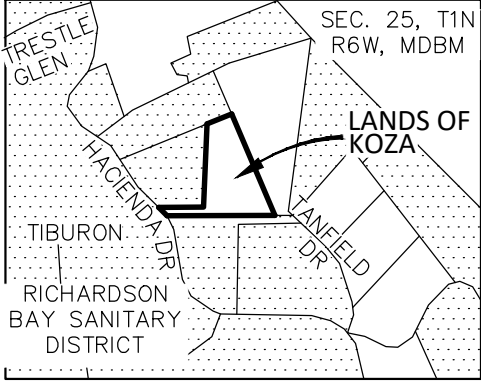 SEC. 25, T1N
R6W, MDBM
TRESTLE
GLEN
LANDS OF
KOZA
HACIENDA DR
TANFIELD
DR
TIBURON
RICHARDSON
BAY SANITARY
DISTRICT